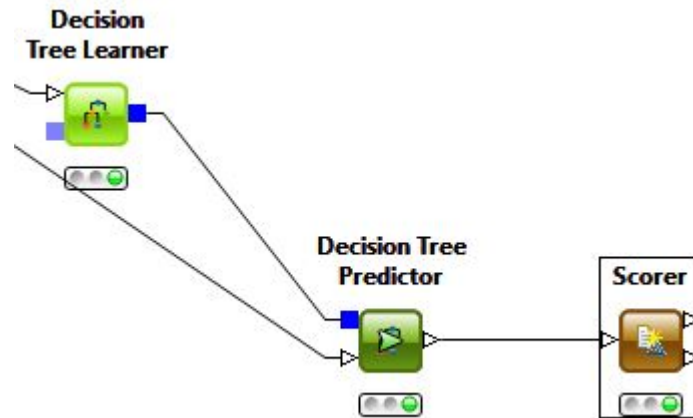 Decision
Tree Learner
Decision Tree
Predictor
Scorer